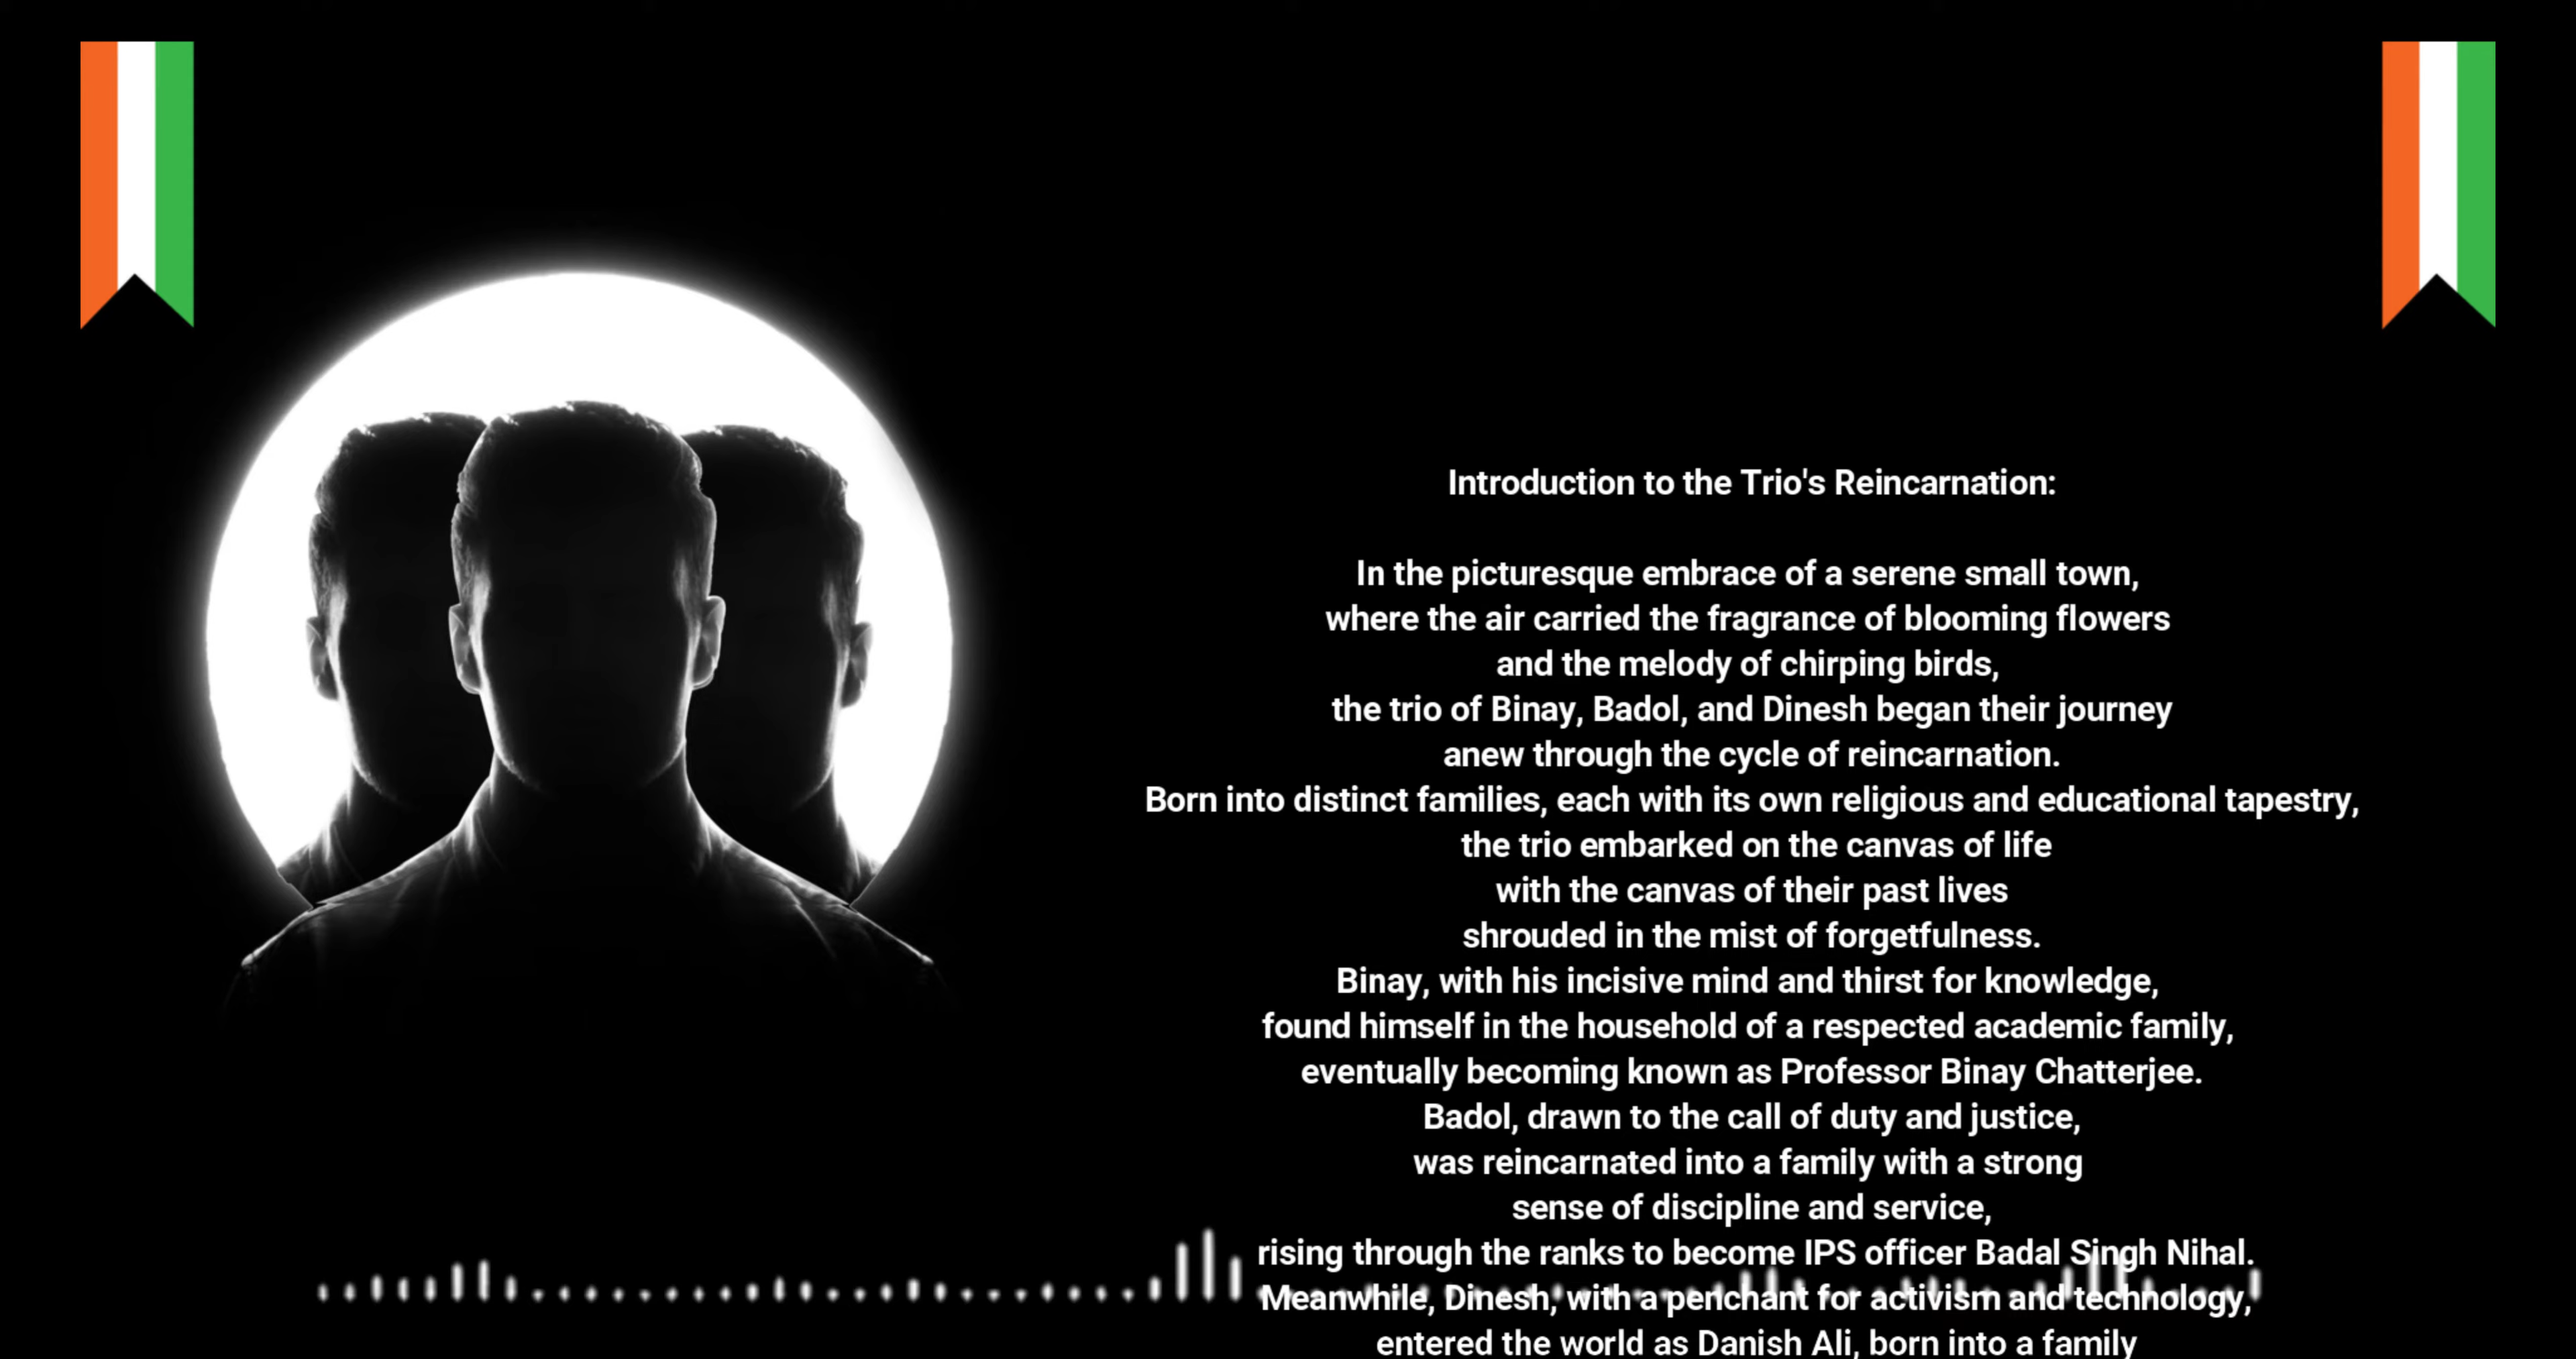 Introduction to the Trio's Reincarnation:
In the picturesque embrace of a serene small town,
where the air carried the fragrance of blooming flowers
and the melody of chirping birds,
the trio of Binay, Badol, and Dinesh began their journey
anew through the cycle of reincarnation.
Born into distinct families, each with its own religious and educational tapestry,
the trio embarked on the canvas of life
with the canvas of their past lives
shrouded in the mist of forgetfulness.
Binay, with his incisive mind and thirst for knowledge,
found himself in the household of a respected academic family,
eventually becoming known as Professor Binay Chatterjee.
Badol, drawn to the call of duty and justice,
was reincarnated into a family with a strong
sense of discipline and service,
rising through the ranks to become IPS officer Badal Singh Nihal.
Meanwhile, Dinesh, with a penchant for activism and technology,
entered the world as Danish Ali, born into a family